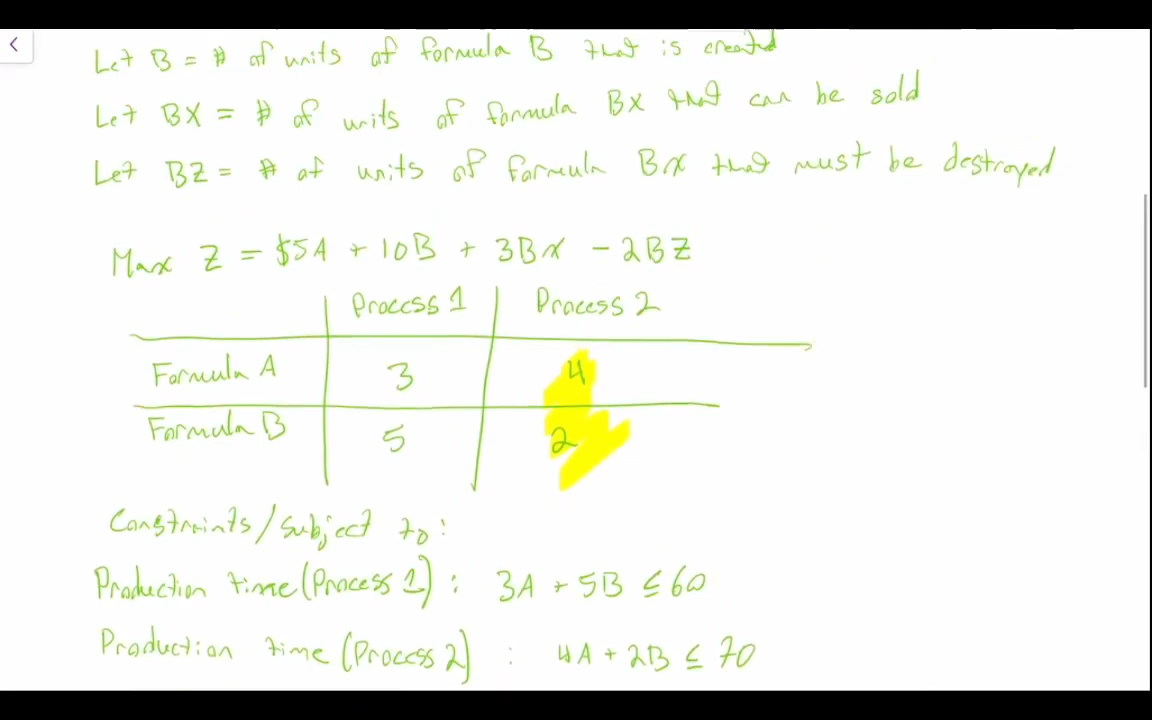 Let B = # of units of formula B that is created
Let BX = # of units of formula BX that can be sold
Let BZ = # of units of formula BX that must be destroyed
Max Z = $5A + 10B + 3BX - 2BZ
Process 1 Process 2
Formula A 3 4
Formula B 5 2
Constraints/Subject to:
Production time (Process 1) : 3A + 5B ≤ 60
Production time (Process 2) : 4A + 2B ≤ 70